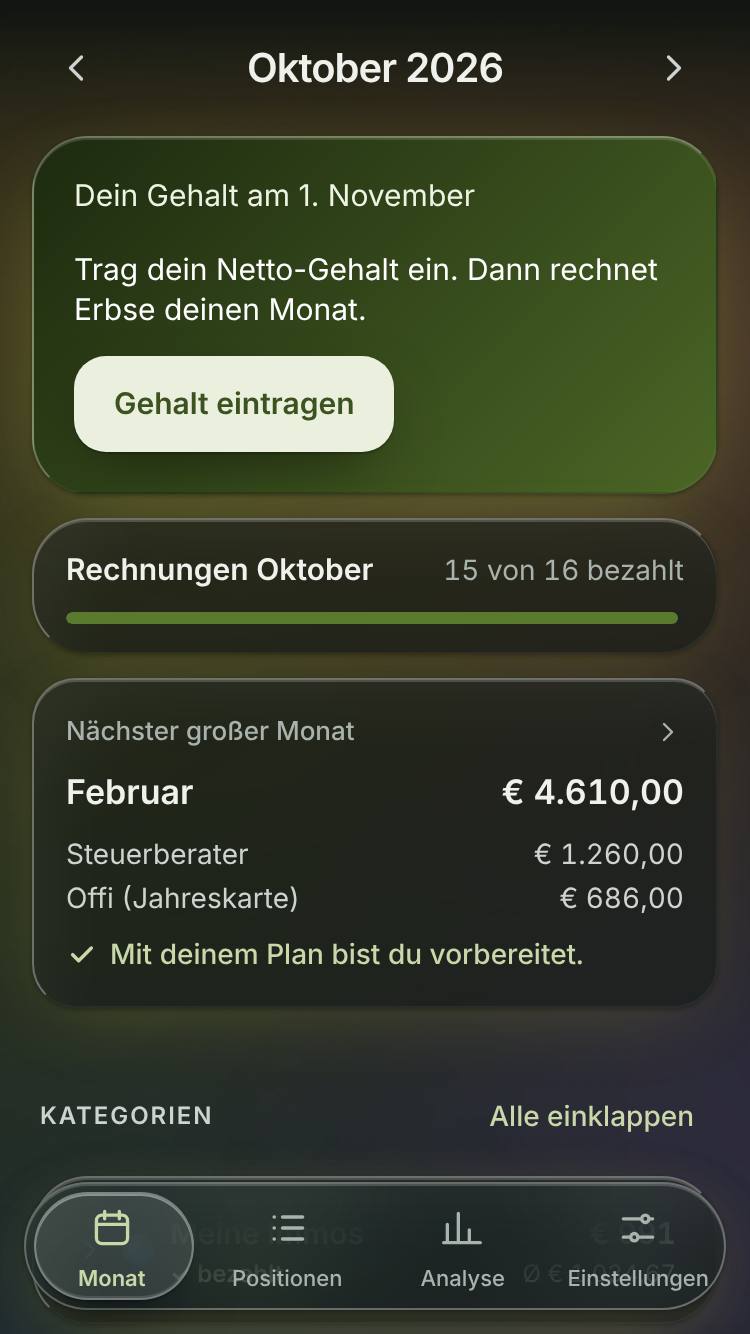 Oktober 2026
Dein Gehalt am 1. November
Trag dein Netto-Gehalt ein. Dann rechnet
Erbse deinen Monat.
Gehalt eintragen
Rechnungen Oktober 15 von 16 bezahlt
Nächster großer Monat
Februar € 4.610,00
Steuerberater € 1.260,00
Offi (Jahreskarte) € 686,00
Mit deinem Plan bist du vorbereitet.
KATEGORIEN Alle einklappen
Monat Positionen Analyse Einstellungen